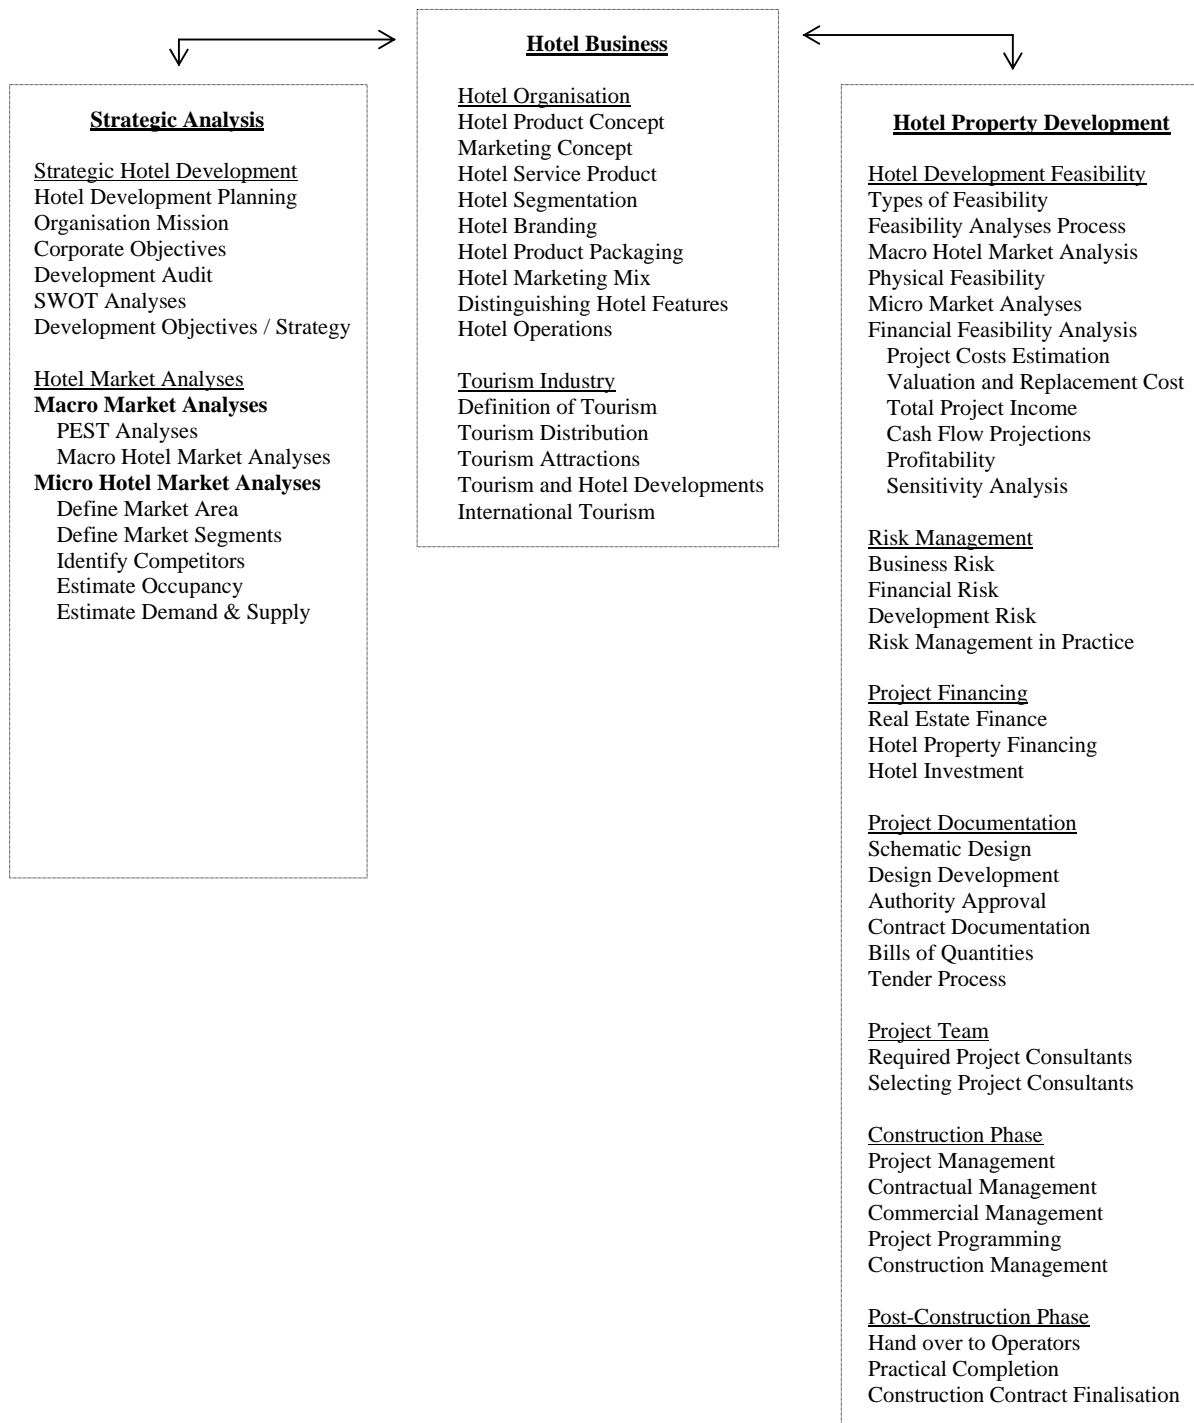 Hotel Business
Hotel Organisation
Hotel Product Concept
Marketing Concept
Hotel Service Product
Hotel Segmentation
Hotel Branding
Hotel Product Packaging
Hotel Marketing Mix
Distinguishing Hotel Features
Hotel Operations
Tourism Industry
Definition of Tourism
Tourism Distribution
Tourism Attractions
Tourism and Hotel Developments
International Tourism
Strategic Analysis
Strategic Hotel Development
Hotel Development Planning
Organisation Mission
Corporate Objectives
Development Audit
SWOT Analyses
Development Objectives / Strategy
Hotel Market Analyses
Macro Market Analyses
PEST Analyses
Macro Hotel Market Analyses
Micro Hotel Market Analyses
Define Market Area
Define Market Segments
Identify Competitors
Estimate Occupancy
Estimate Demand & Supply
Hotel Property Development
Hotel Development Feasibility
Types of Feasibility
Feasibility Analyses Process
Macro Hotel Market Analysis
Physical Feasibility
Micro Market Analyses
Financial Feasibility Analysis
Project Costs Estimation
Valuation and Replacement Cost
Total Project Income
Cash Flow Projections
Profitability
Sensitivity Analysis
Risk Management
Business Risk
Financial Risk
Development Risk
Risk Management in Practice
Project Financing
Real Estate Finance
Hotel Property Financing
Hotel Investment
Project Documentation
Schematic Design
Design Development
Authority Approval
Contract Documentation
Bills of Quantities
Tender Process
Project Team
Required Project Consultants
Selecting Project Consultants
Construction Phase
Project Management
Contractual Management
Commercial Management
Project Programming
Construction Management
Post-Construction Phase
Hand over to Operators
Practical Completion
Construction Contract Finalisation